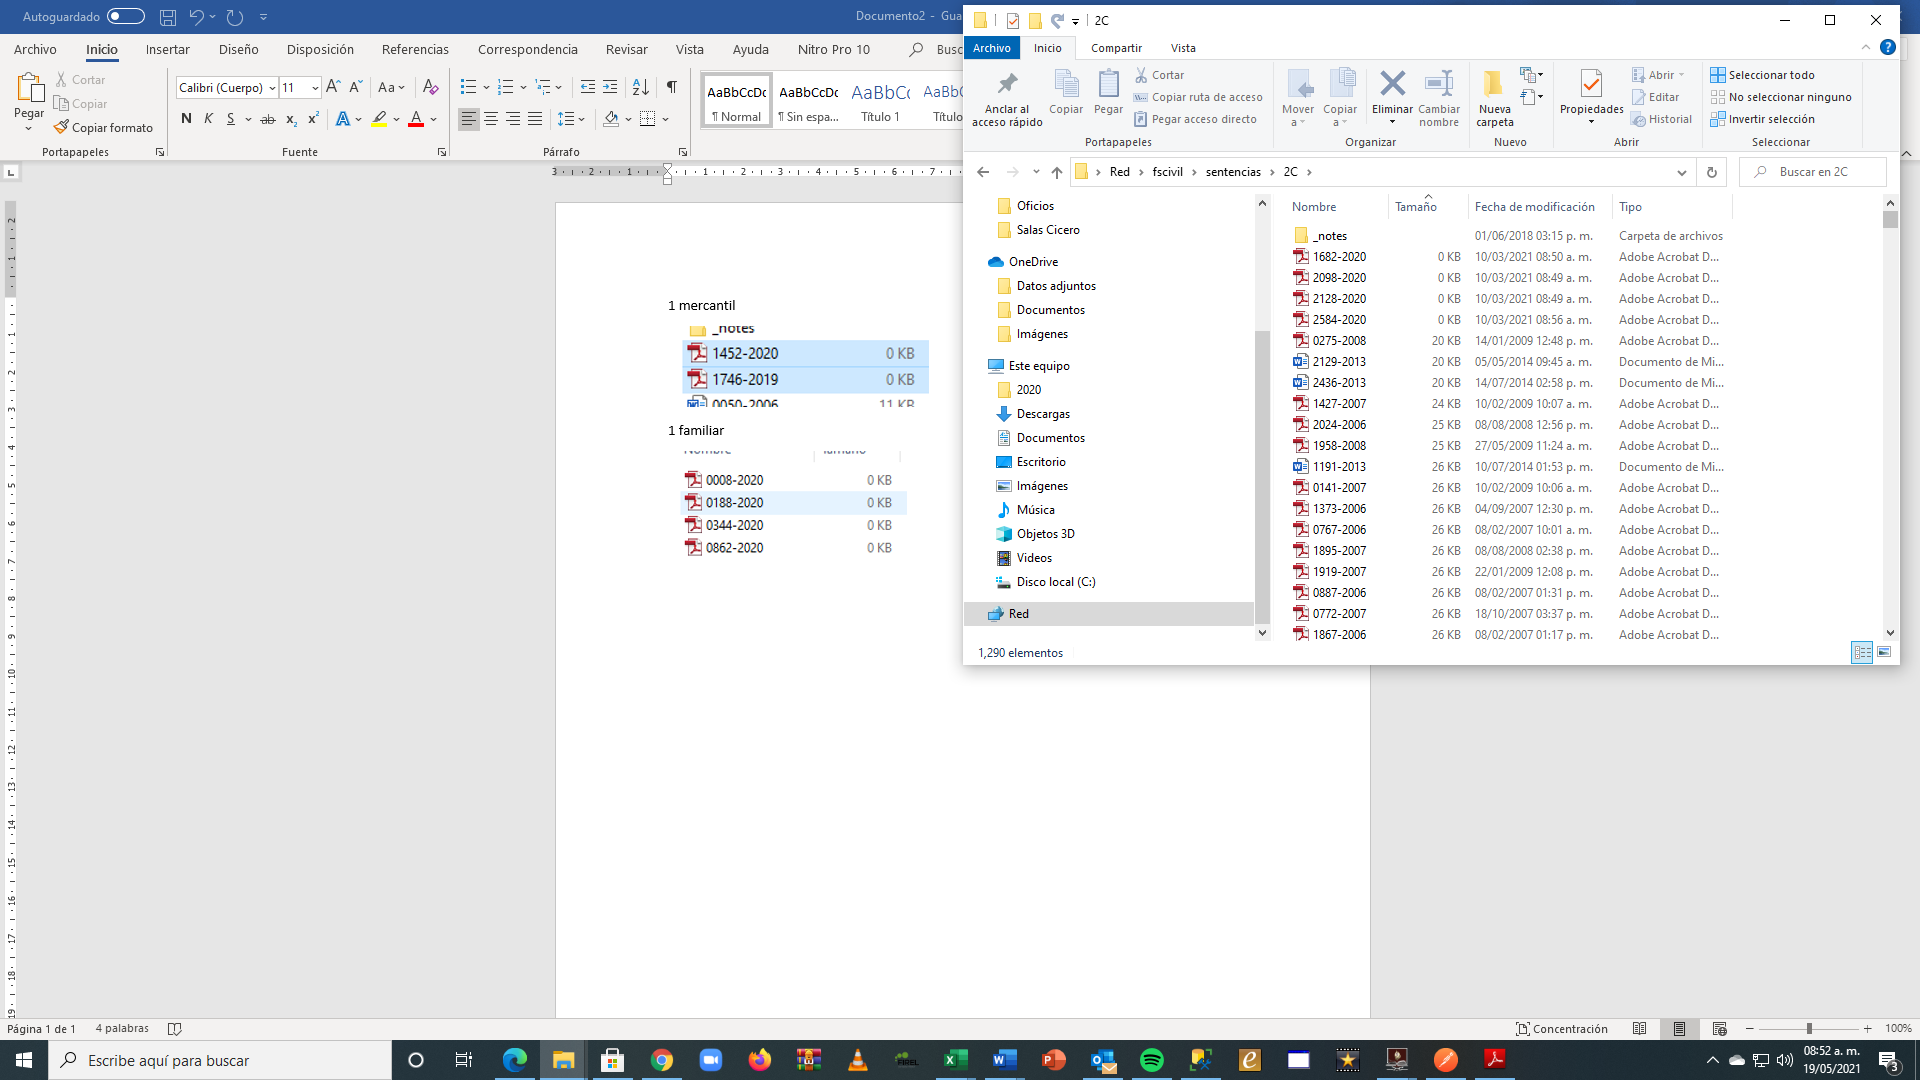 Autoguardado
Documento2 - Gua
Archivo Inicio Insertar Diseño Disposición Referencias Correspondencia Revisar Vista Ayuda Nitro Pro 10 Busc
Pegar
Cortar
Copiar
Copiar formato
Portapapeles
Calibri (Cuerpo) 11
Fuente
Párrafo
AaBbCcDc AaBbCcDc AaBbCc AaBbC
¶ Normal ¶ Sin espa... Título 1 Título
3 2 1 1 2 3 4 5 6 7
1 mercantil
_notes
1452-2020 0 KB
1746-2019 0 KB
0050-2006 11 KB
1 familiar
Nombre Tamaño
0008-2020 0 KB
0188-2020 0 KB
0344-2020 0 KB
0862-2020 0 KB
2C
Archivo Inicio Compartir Vista
Anclar al acceso rápido
Copiar
Pegar
Cortar
Copiar ruta de acceso
Pegar acceso directo
Portapapeles
Mover a
Copiar a
Eliminar
Cambiar nombre
Organizar
Nueva carpeta
Nuevo
Propiedades
Abrir
Editar
Historial
Abrir
Seleccionar todo
No seleccionar ninguno
Invertir selección
Seleccionar
Red › fscivil › sentencias › 2C ›
Buscar en 2C
Oficios
Salas Cicero
OneDrive
Datos adjuntos
Documentos
Imágenes
Este equipo
2020
Descargas
Documentos
Escritorio
Imágenes
Música
Objetos 3D
Videos
Disco local (C:)
Red
Nombre Tamaño Fecha de modificación Tipo
_notes 01/06/2018 03:15 p. m. Carpeta de archivos
1682-2020 0 KB 10/03/2021 08:50 a. m. Adobe Acrobat D...
2098-2020 0 KB 10/03/2021 08:49 a. m. Adobe Acrobat D...
2128-2020 0 KB 10/03/2021 08:49 a. m. Adobe Acrobat D...
2584-2020 0 KB 10/03/2021 08:56 a. m. Adobe Acrobat D...
0275-2008 20 KB 14/01/2009 12:48 p. m. Adobe Acrobat D...
2129-2013 20 KB 05/05/2014 09:45 a. m. Documento de Mi...
2436-2013 20 KB 14/07/2014 02:58 p. m. Documento de Mi...
1427-2007 24 KB 10/02/2009 10:07 a. m. Adobe Acrobat D...
2024-2006 25 KB 08/08/2008 12:56 p. m. Adobe Acrobat D...
1958-2008 25 KB 27/05/2009 11:24 a. m. Adobe Acrobat D...
1191-2013 26 KB 10/07/2014 01:53 p. m. Documento de Mi...
0141-2007 26 KB 10/02/2009 10:06 a. m. Adobe Acrobat D...
1373-2006 26 KB 04/09/2007 12:30 p. m. Adobe Acrobat D...
0767-2006 26 KB 08/02/2007 10:01 a. m. Adobe Acrobat D...
1895-2007 26 KB 08/08/2008 02:38 p. m. Adobe Acrobat D...
1919-2007 26 KB 22/01/2009 12:08 p. m. Adobe Acrobat D...
0887-2006 26 KB 08/02/2007 01:31 p. m. Adobe Acrobat D...
0772-2007 26 KB 18/10/2007 03:37 p. m. Adobe Acrobat D...
1867-2006 26 KB 08/02/2007 01:17 p. m. Adobe Acrobat D...
1,290 elementos
Página 1 de 1 4 palabras
Concentración
100%
Escribe aquí para buscar
08:52 a. m.
19/05/2021
3